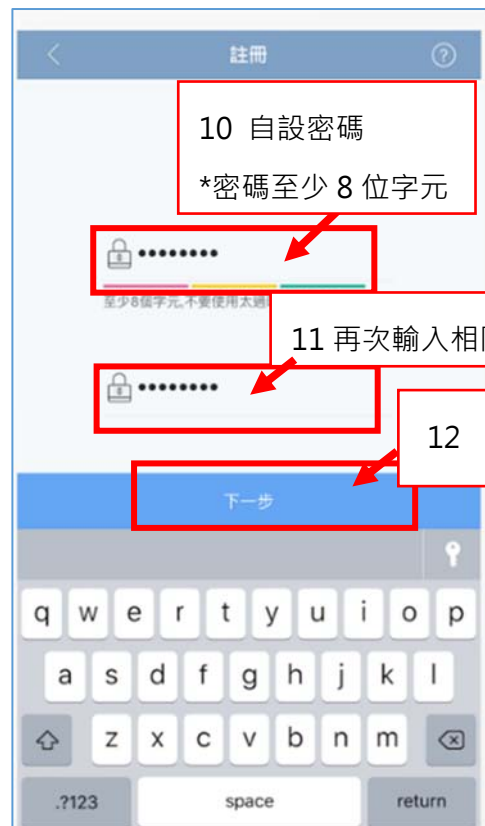 註冊
10 自設密碼
*密碼至少 8 位字元
••••••••
至少8個字元,不要使用太過
11 再次輸入相
••••••••
12
下一步
q w e r t y u i o p
a s d f g h j k l
z x c v b n m
.?123 space return